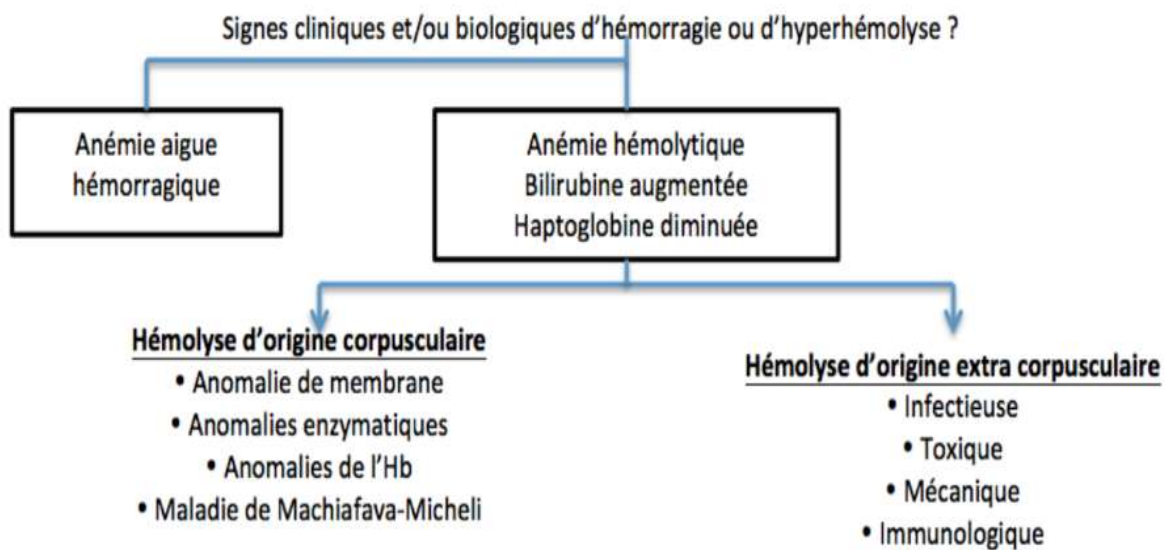 Signes cliniques et/ou biologiques d’hémorragie ou d’hyperhémolyse ?
Anémie aigue
hémorragique
Anémie hémolytique
Bilirubine augmentée
Haptoglobine diminuée
Hémolyse d’origine corpusculaire
• Anomalie de membrane
• Anomalies enzymatiques
• Anomalies de l’Hb
• Maladie de Machiafava-Micheli
Hémolyse d’origine extra corpusculaire
• Infectieuse
• Toxique
• Mécanique
• Immunologique